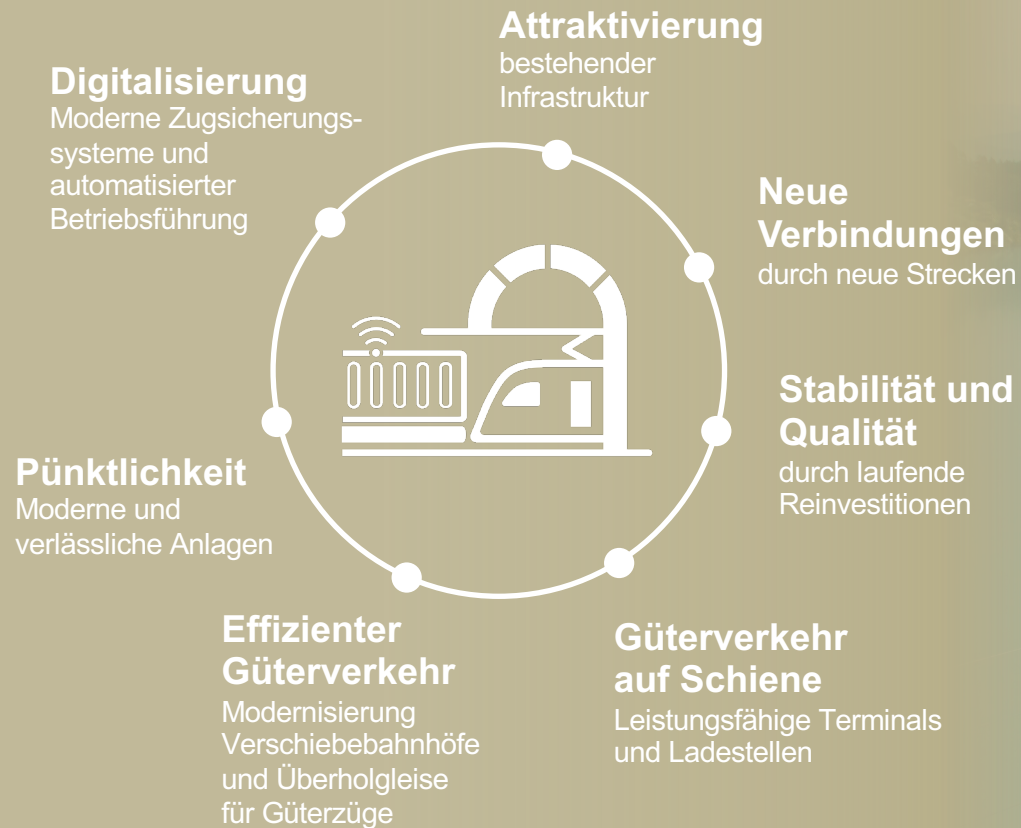 Attraktivierung
bestehender
Infrastruktur
Neue
Verbindungen
durch neue Strecken
Stabilität und
Qualität
durch laufende
Reinvestitionen
Güterverkehr
auf Schiene
Leistungsfähige Terminals
und Ladestellen
Effizienter
Güterverkehr
Modernisierung
Verschiebebahnhöfe
und Überholgleise
für Güterzüge
Pünktlichkeit
Moderne und
verlässliche Anlagen
Digitalisierung
Moderne Zugsicherungs-
systeme und
automatisierter
Betriebsführung